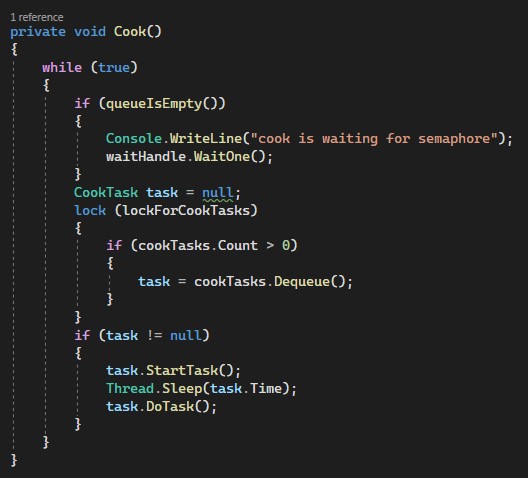 1 reference
private void Cook()
{
    while (true)
    {
        if (queueIsEmpty())
        {
            Console.WriteLine("cook is waiting for semaphore");
            waitHandle.WaitOne();
        }
        CookTask task = null;
        lock (lockForCookTasks)
        {
            if (cookTasks.Count > 0)
            {
                task = cookTasks.Dequeue();
            }
        }
        if (task != null)
        {
            task.StartTask();
            Thread.Sleep(task.Time);
            task.DoTask();
        }
    }
}